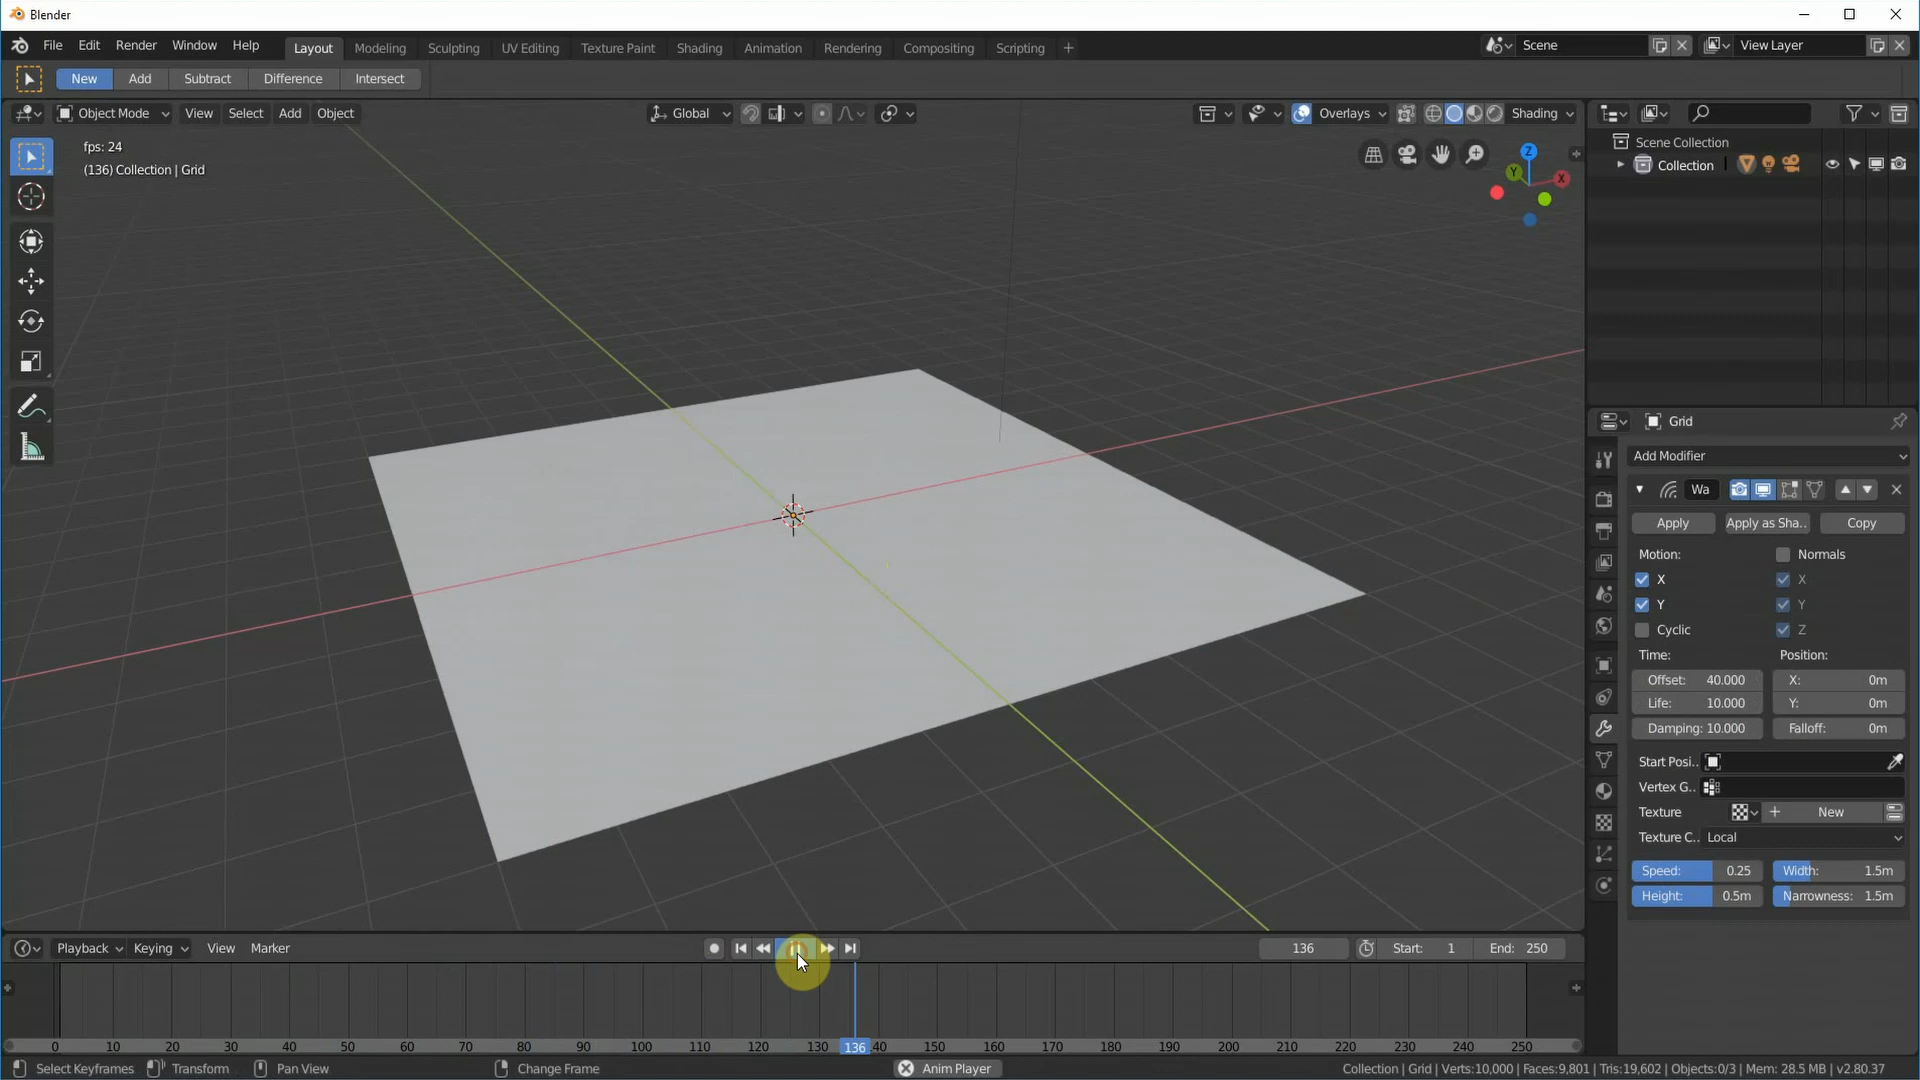 Blender
File Edit Render Window Help Layout Modeling Sculpting UV Editing Texture Paint Shading Animation Rendering Compositing Scripting + Scene View Layer
New Add Subtract Difference Intersect
Object Mode View Select Add Object Global Overlays Shading
fps: 24
(136) Collection | Grid
Z
Y
X
Scene Collection
Collection
Grid
Add Modifier
Wa
Apply Apply as Sha.. Copy
Motion: Normals
X X
Y Y
Cyclic Z
Time: Position:
Offset: 40.000 X: 0m
Life: 10.000 Y: 0m
Damping: 10.000 Falloff: 0m
Start Posi..
Vertex G..
Texture New
Texture C.. Local
Speed: 0.25 Width: 1.5m
Height: 0.5m Narrowness: 1.5m
Playback Keying View Marker 136 Start: 1 End: 250
0 10 20 30 40 50 60 70 80 90 100 110 120 130 136 40 150 160 170 180 190 200 210 220 230 240 250
Select Keyframes Transform Pan View Change Frame Anim Player Collection | Grid | Verts:10,000 | Faces:9,801 | Tris:19,602 | Objects:0/3 | Mem: 28.5 MB | v2.80.37